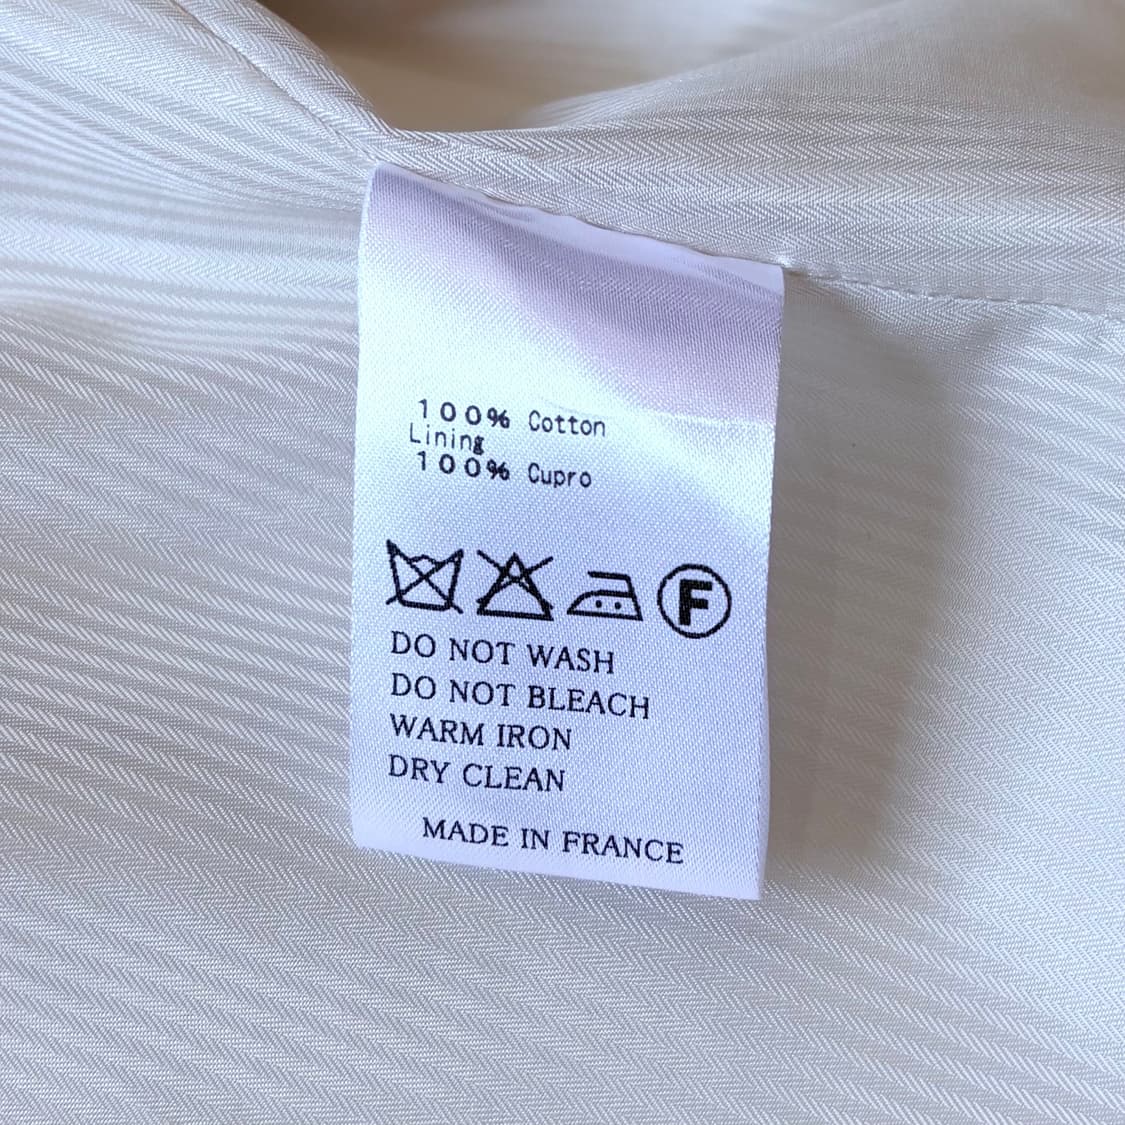 100% Cotton
Lining
100% Cupro
F
DO NOT WASH
DO NOT BLEACH
WARM IRON
DRY CLEAN
MADE IN FRANCE